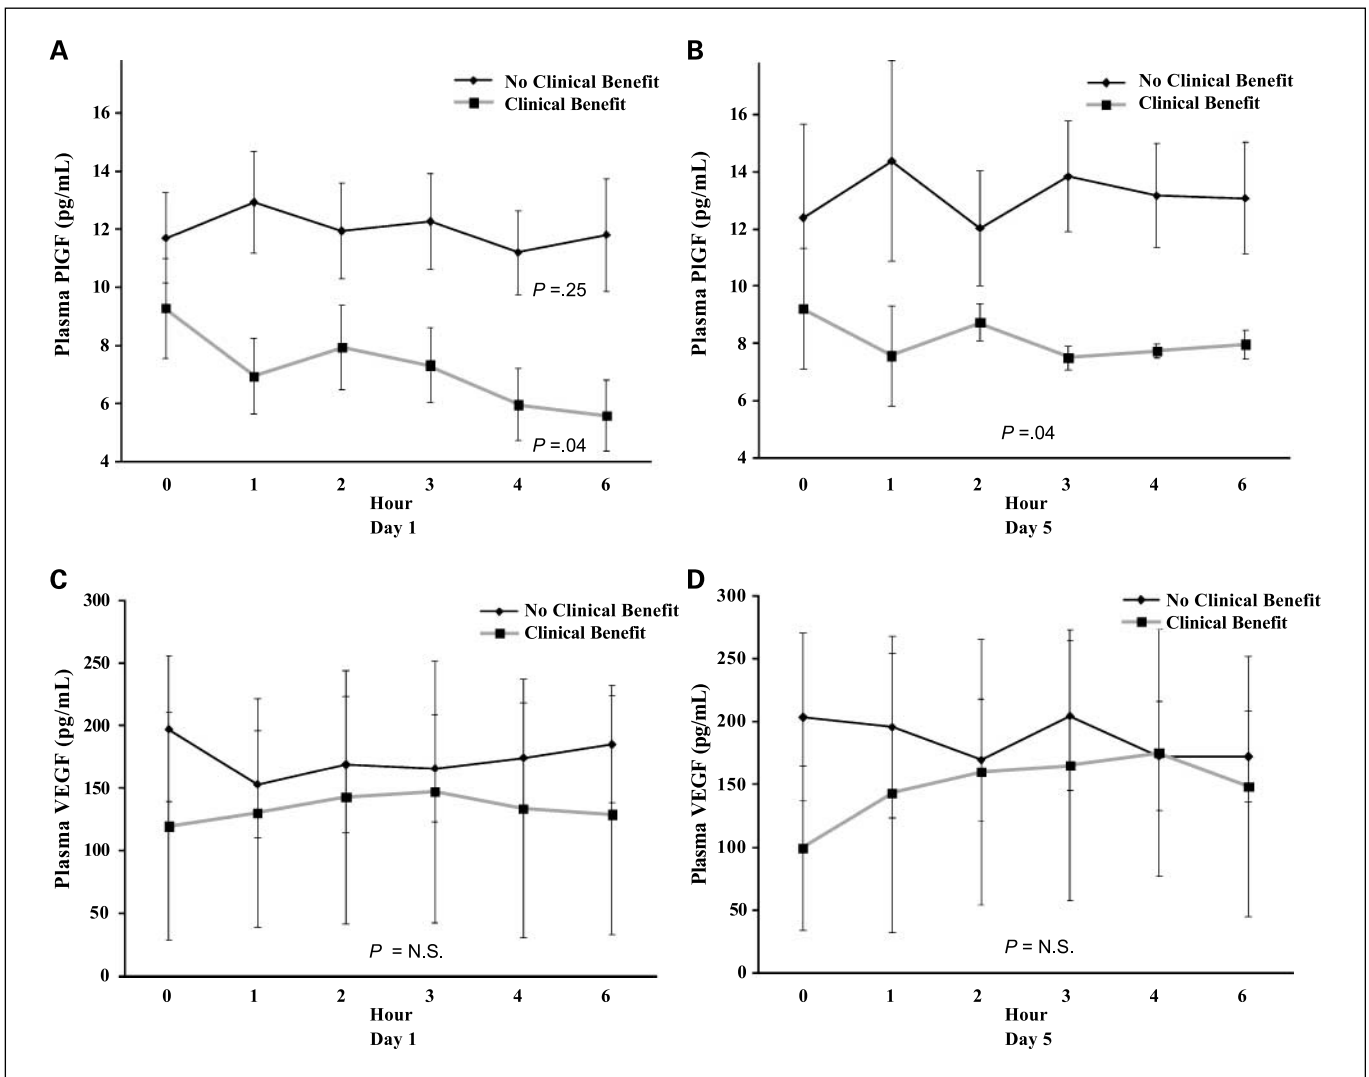 A
No Clinical Benefit
Clinical Benefit
16
14
12
10
8
6
4
Plasma PlGF (pg/mL)
P =.25
P =.04
0 1 2 3 4 6
Hour
Day 1
B
No Clinical Benefit
Clinical Benefit
16
14
12
10
8
6
4
Plasma PlGF (pg/mL)
P =.04
0 1 2 3 4 6
Hour
Day 5
C
No Clinical Benefit
Clinical Benefit
300
250
200
150
100
50
0
Plasma VEGF (pg/mL)
P = N.S.
0 1 2 3 4 6
Hour
Day 1
D
No Clinical Benefit
Clinical Benefit
300
250
200
150
100
50
0
Plasma VEGF (pg/mL)
P = N.S.
0 1 2 3 4 6
Hour
Day 5